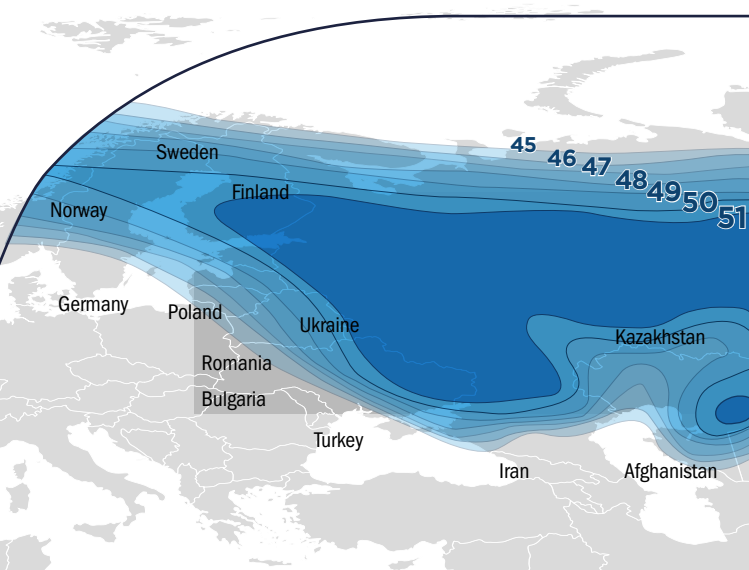 45
46
47
48
49
50
51
Sweden
Finland
Norway
Germany
Poland
Ukraine
Kazakhstan
Romania
Bulgaria
Turkey
Iran
Afghanistan